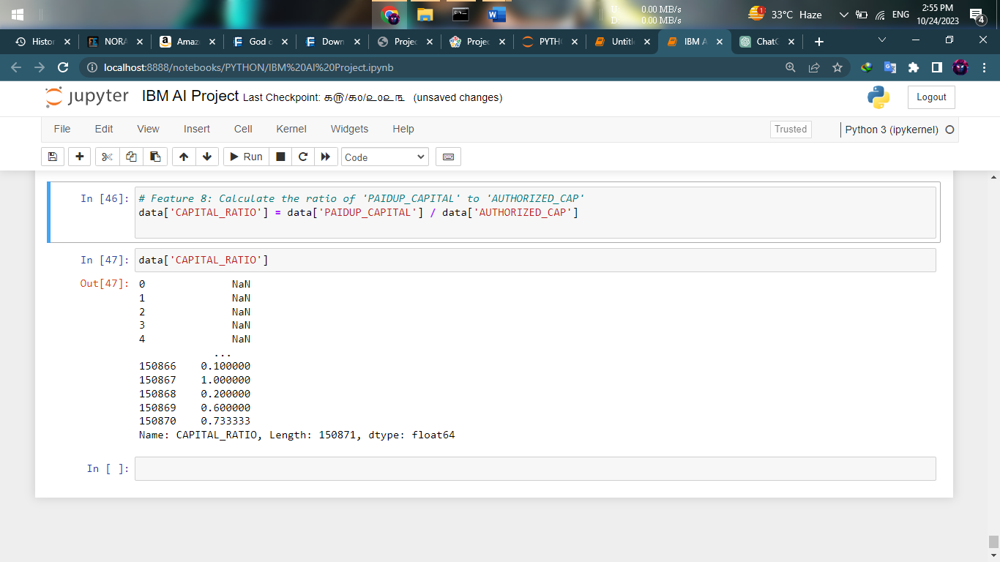 U: 0.00 MB/s
D: 0.00 MB/s
1
33°C Haze
ENG
2:55 PM
10/24/2023
4
Histor
NORA
Amaz
God o
Down
Projec
Projec
PYTH
Untitl
IBM A
ChatG
localhost:8888/notebooks/PYTHON/IBM%20AI%20Project.ipynb
jupyter IBM AI Project Last Checkpoint: (unsaved changes)
Logout
File Edit View Insert Cell Kernel Widgets Help
Trusted
Python 3 (ipykernel)
Run
Code
In [46]: # Feature 8: Calculate the ratio of 'PAIDUP_CAPITAL' to 'AUTHORIZED_CAP'
data['CAPITAL_RATIO'] = data['PAIDUP_CAPITAL'] / data['AUTHORIZED_CAP']
In [47]: data['CAPITAL_RATIO']
Out[47]: 0 NaN
1 NaN
2 NaN
3 NaN
4 NaN
...
150866 0.100000
150867 1.000000
150868 0.200000
150869 0.600000
150870 0.733333
Name: CAPITAL_RATIO, Length: 150871, dtype: float64
In [ ]: